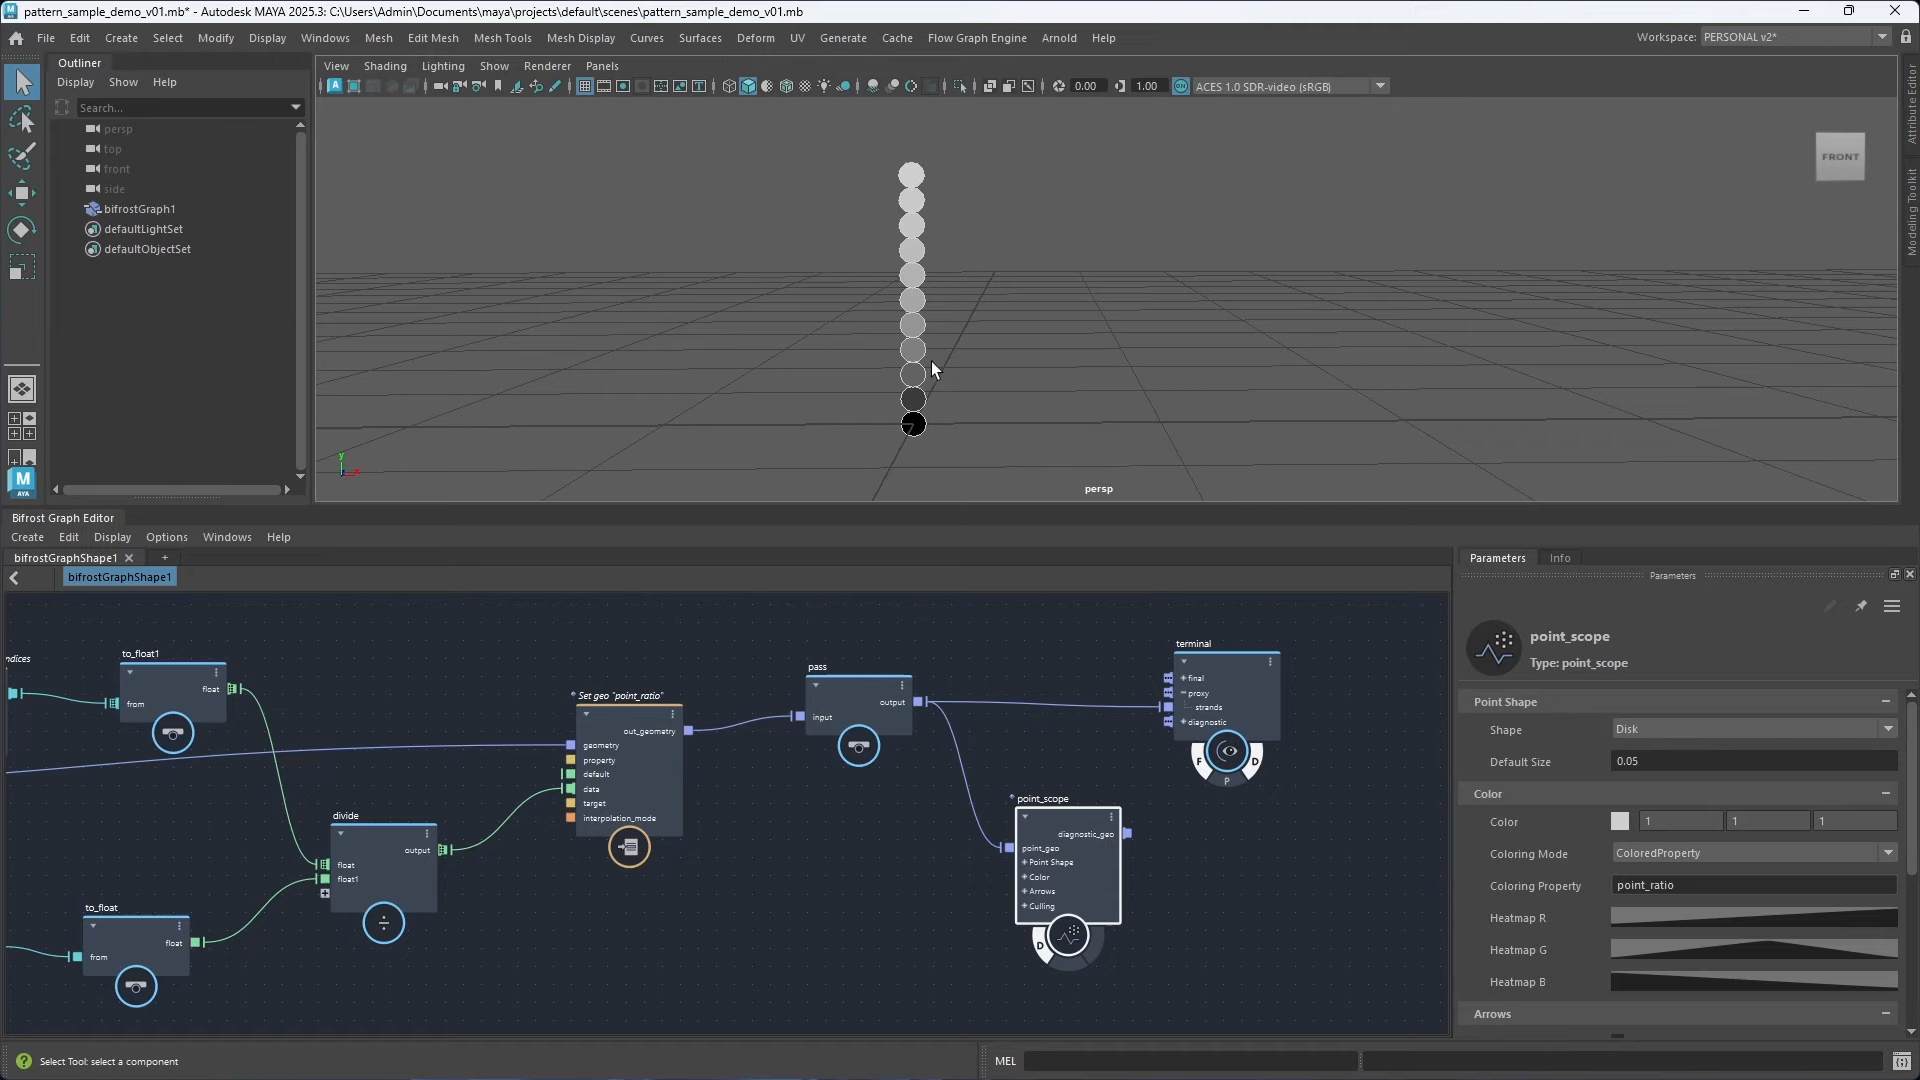 pattern_sample_demo_v01.mb* - Autodesk MAYA 2025.3: C:\Users\Admin\Documents\maya\projects\default\scenes\pattern_sample_demo_v01.mb
File Edit Create Select Modify Display Windows Mesh Edit Mesh Mesh Tools Mesh Display Curves Surfaces Deform UV Generate Cache Flow Graph Engine Arnold Help
Workspace: PERSONAL v2*
Outliner
Display Show Help
Search...
persp
top
front
side
bifrostGraph1
defaultLightSet
defaultObjectSet
View Shading Lighting Show Renderer Panels
0.00
1.00
ACES 1.0 SDR-video (sRGB)
FRONT
y
persp
Attribute Editor
Modeling Toolkit
M
AYA
Bifrost Graph Editor
Create Edit Display Options Windows Help
bifrostGraphShape1
+
bifrostGraphShape1
ndices
to_float1
float
from
divide
output
float
float1
to_float
float
from
Set geo "point_ratio"
out_geometry
geometry
property
default
data
target
interpolation_mode
pass
output
input
terminal
final
proxy
strands
diagnostic
F
D
P
point_scope
diagnostic_geo
point_geo
Point Shape
Color
Arrows
Culling
D
Parameters Info
Parameters
point_scope
Type: point_scope
Point Shape
Shape Disk
Default Size 0.05
Color
Color 1 1 1
Coloring Mode ColoredProperty
Coloring Property point_ratio
Heatmap R
Heatmap G
Heatmap B
Arrows
Select Tool: select a component
MEL